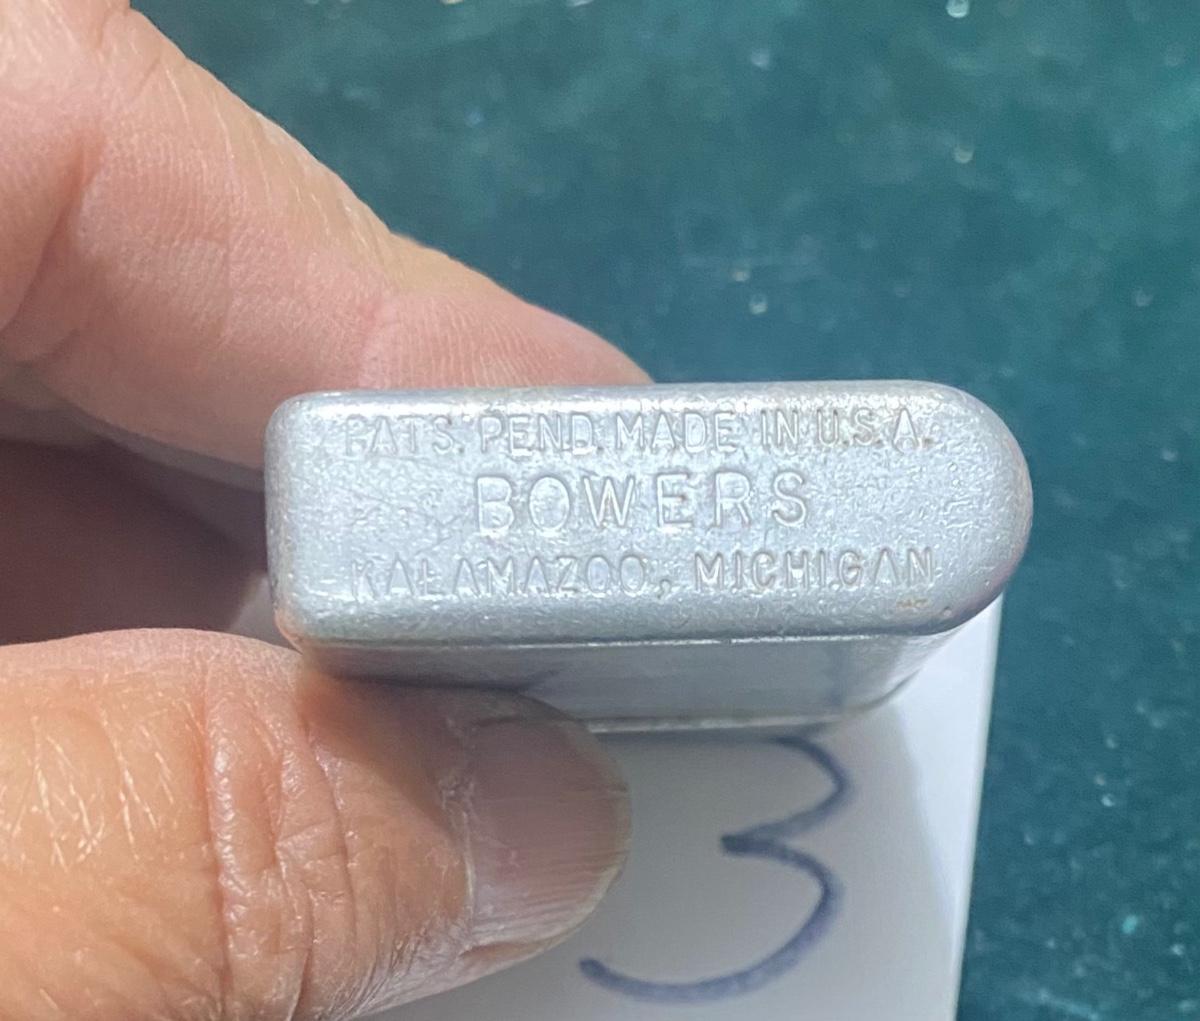 PATS. PEND. MADE IN U.S.A.
BOWERS
KALAMAZOO, MICHIGAN
3